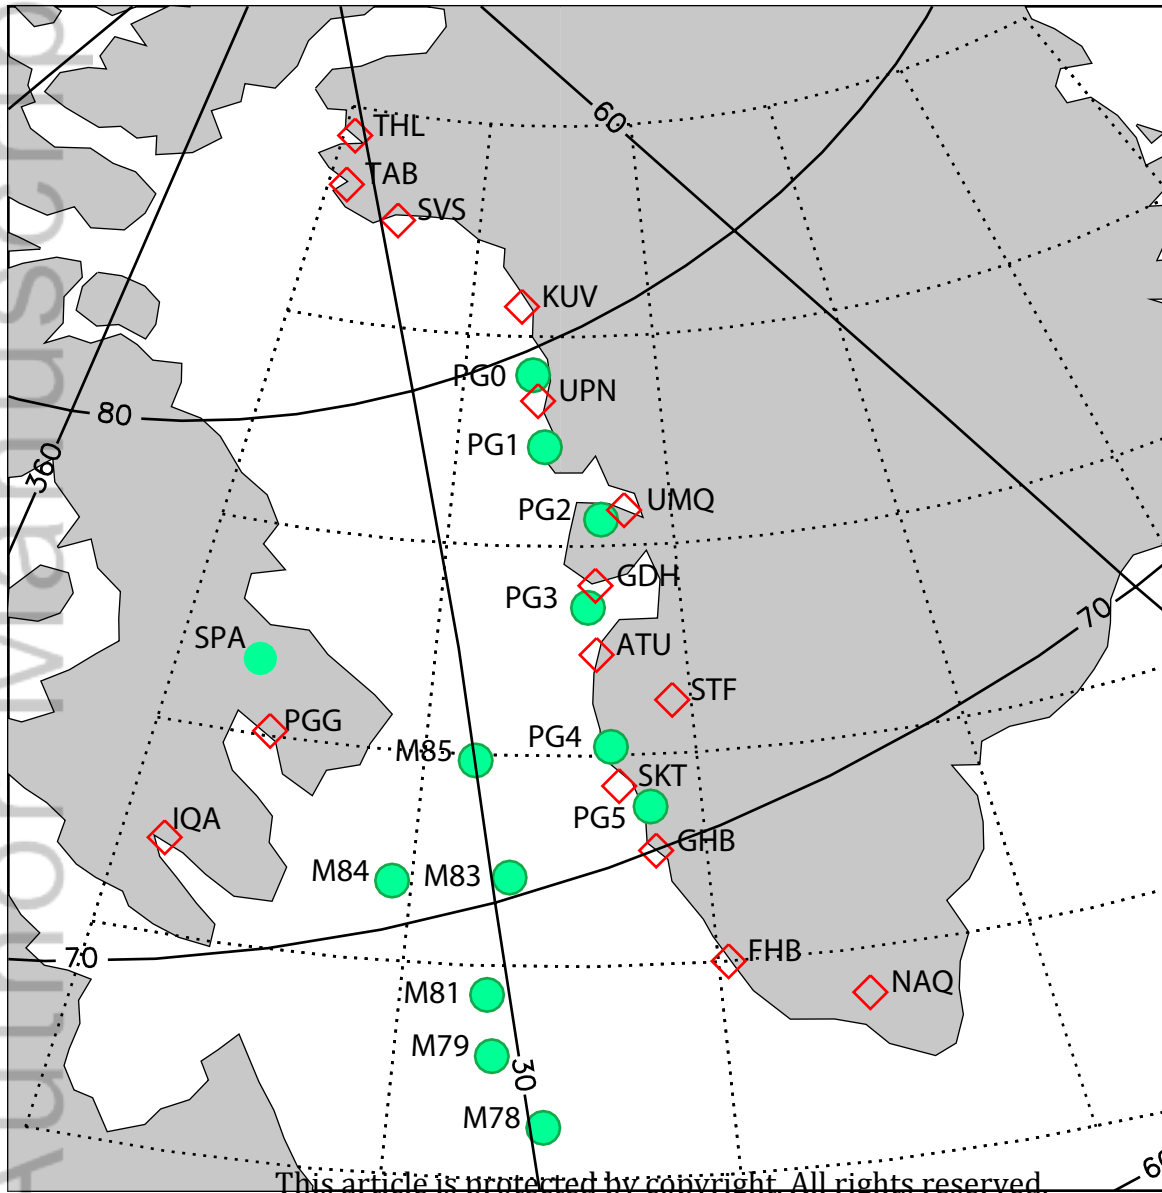 60
THL
TAB
SVS
KUV
PG0
UPN
80
PG1
360
UMQ
PG2
GDH
PG3
70
SPA
ATU
STF
PGG
PG4
M85
SKT
IQA
PG5
GHB
M84
M83
70
FHB
NAQ
M81
M79
30
M78
This article is protected by copyright. All rights reserved.